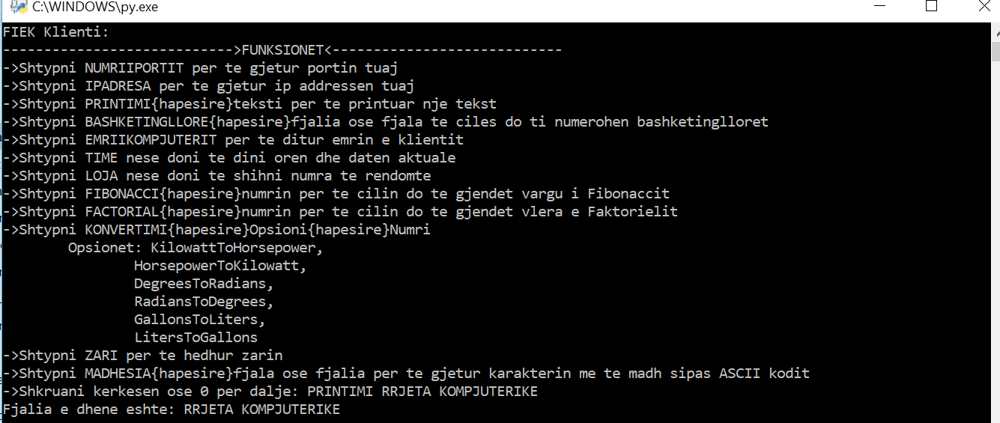 C:\WINDOWS\py.exe
FIEK Klienti:
---------------------------->FUNKSIONET<----------------------------
->Shtypni NUMRIIPORTIT per te gjetur portin tuaj
->Shtypni IPADRESA per te gjetur ip addressen tuaj
->Shtypni PRINTIMI{hapesire}teksti per te printuar nje tekst
->Shtypni BASHKETINGLLORE{hapesire}fjalia ose fjala te ciles do ti numerohen bashketinglloret
->Shtypni EMRIIKOMPJUTERIT per te ditur emrin e klientit
->Shtypni TIME nese doni te dini oren dhe daten aktuale
->Shtypni LOJA nese doni te shihni numra te rendomte
->Shtypni FIBONACCI{hapesire}numrin per te cilin do te gjendet vargu i Fibonaccit
->Shtypni FACTORIAL{hapesire}numrin per te cilin do te gjendet vlera e Faktorielit
->Shtypni KONVERTIMI{hapesire}Opsioni{hapesire}Numri
        Opsionet: KilowattToHorsepower,
                HorsepowerToKilowatt,
                DegreesToRadians,
                RadiansToDegrees,
                GallonsToLiters,
                LitersToGallons
->Shtypni ZARI per te hedhur zarin
->Shtypni MADHESIA{hapesire}fjala ose fjalia per te gjetur karakterin me te madh sipas ASCII kodit
->Shkruani kerkesen ose 0 per dalje: PRINTIMI RRJETA KOMPJUTERIKE
Fjalia e dhene eshte: RRJETA KOMPJUTERIKE